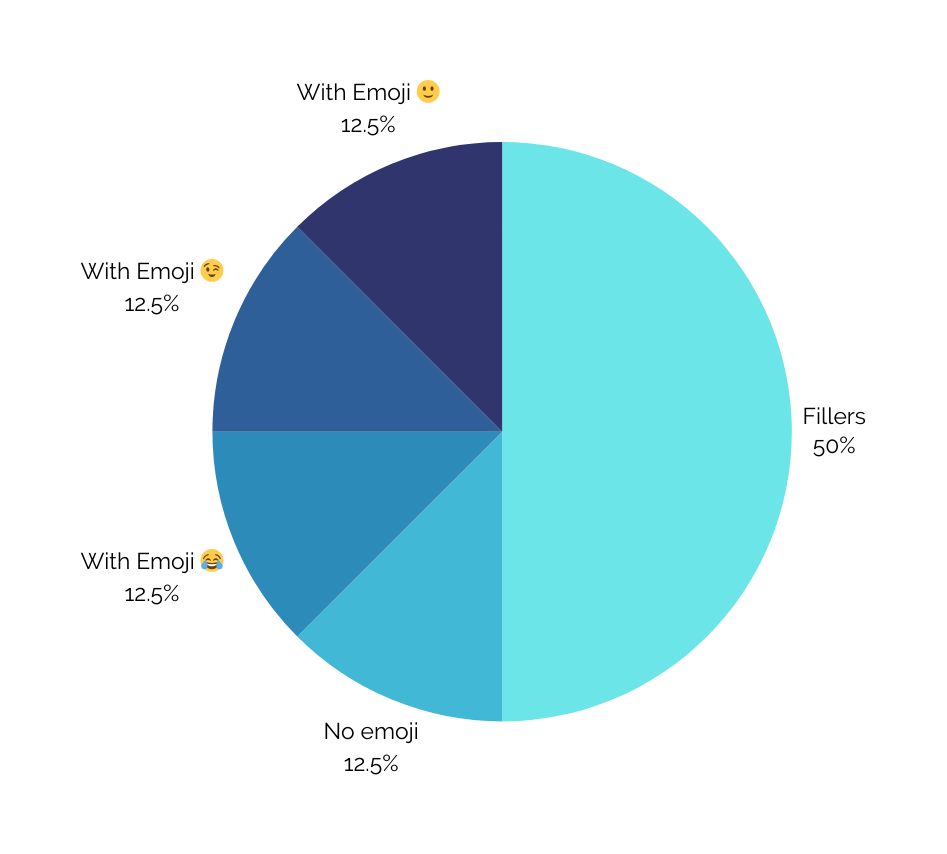 With Emoji 🙂
12.5%
With Emoji 😉
12.5%
Fillers
50%
With Emoji 😂
12.5%
No emoji
12.5%